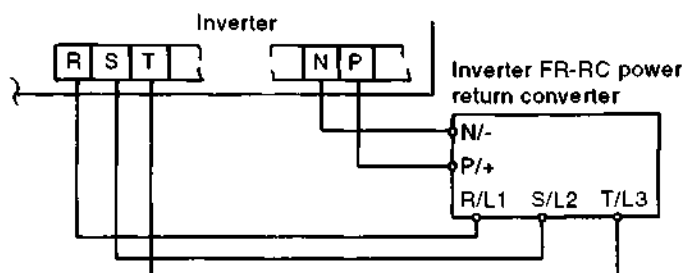 Inverter
R S T N P
Inverter FR-RC power
return converter
N/-
P/+
R/L1 S/L2 T/L3